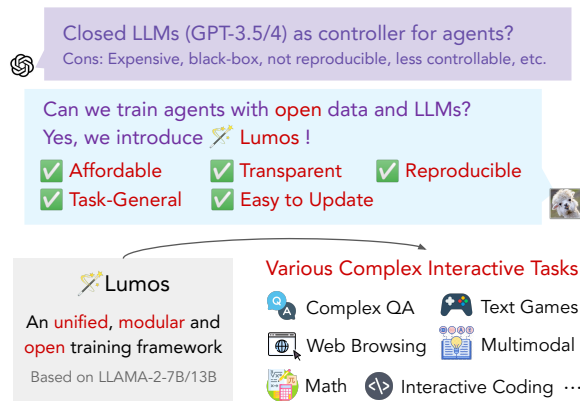 Closed LLMs (GPT-3.5/4) as controller for agents?
Cons: Expensive, black-box, not reproducible, less controllable, etc.
Can we train agents with open data and LLMs?
Yes, we introduce Lumos !
Affordable Transparent Reproducible
Task-General Easy to Update
Lumos
An unified, modular and
open training framework
Based on LLAMA-2-7B/13B
Various Complex Interactive Tasks
Q A Complex QA Text Games
Web Browsing Multimodal
Math Interactive Coding ...